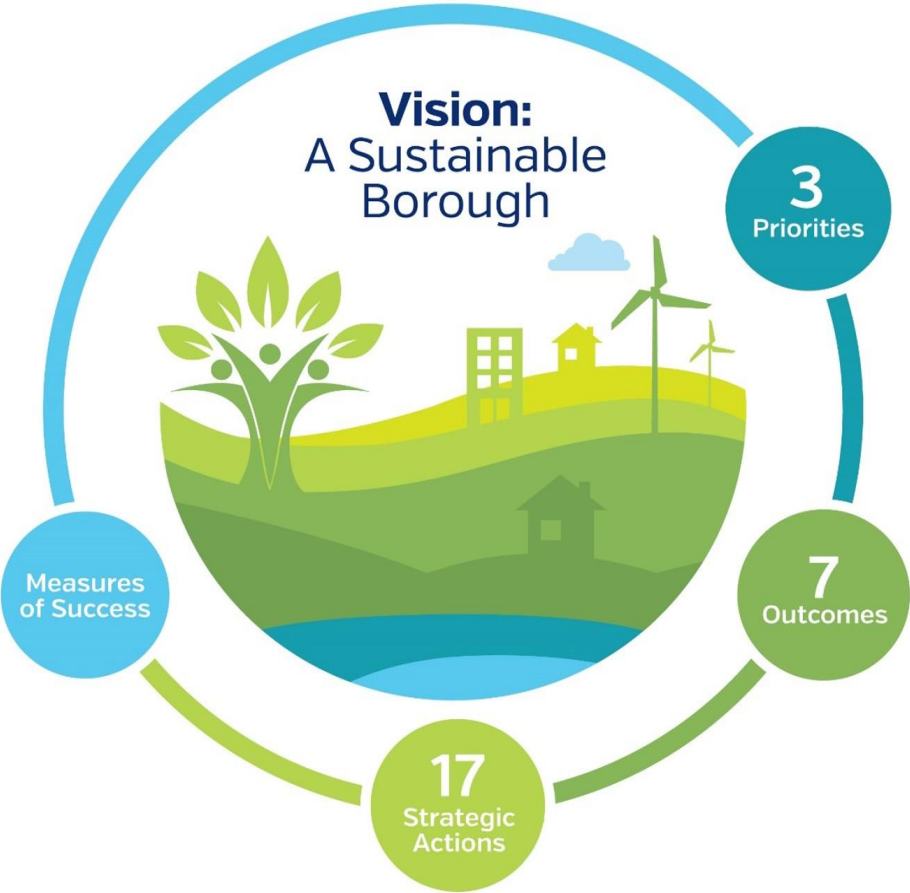 Vision:
A Sustainable
Borough
3
Priorities
7
Outcomes
17
Strategic
Actions
Measures
of Success